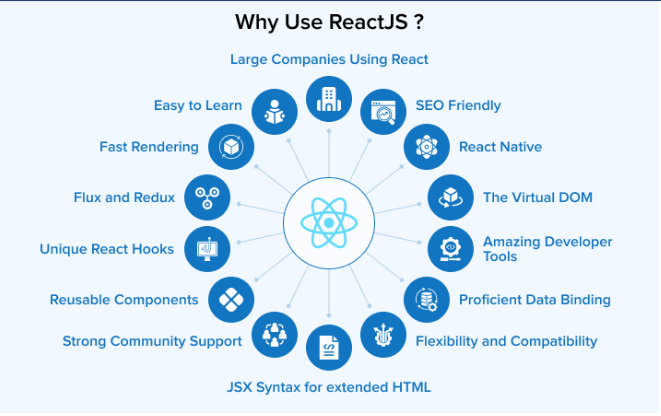 Why Use ReactJS ?
Large Companies Using React
Easy to Learn
SEO Friendly
Fast Rendering
React Native
Flux and Redux
The Virtual DOM
Unique React Hooks
Amazing Developer
Tools
Reusable Components
Proficient Data Binding
Strong Community Support
Flexibility and Compatibility
JSX Syntax for extended HTML